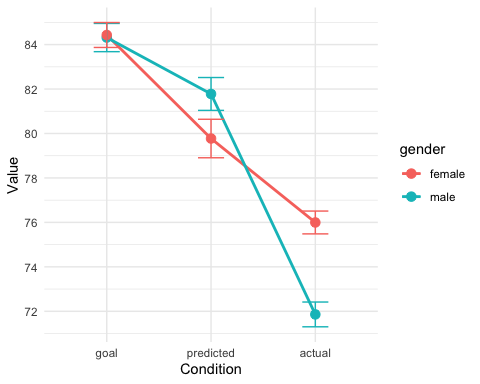 84
82
80
78
76
74
72
Value
goal
predicted
actual
Condition
gender
female
male